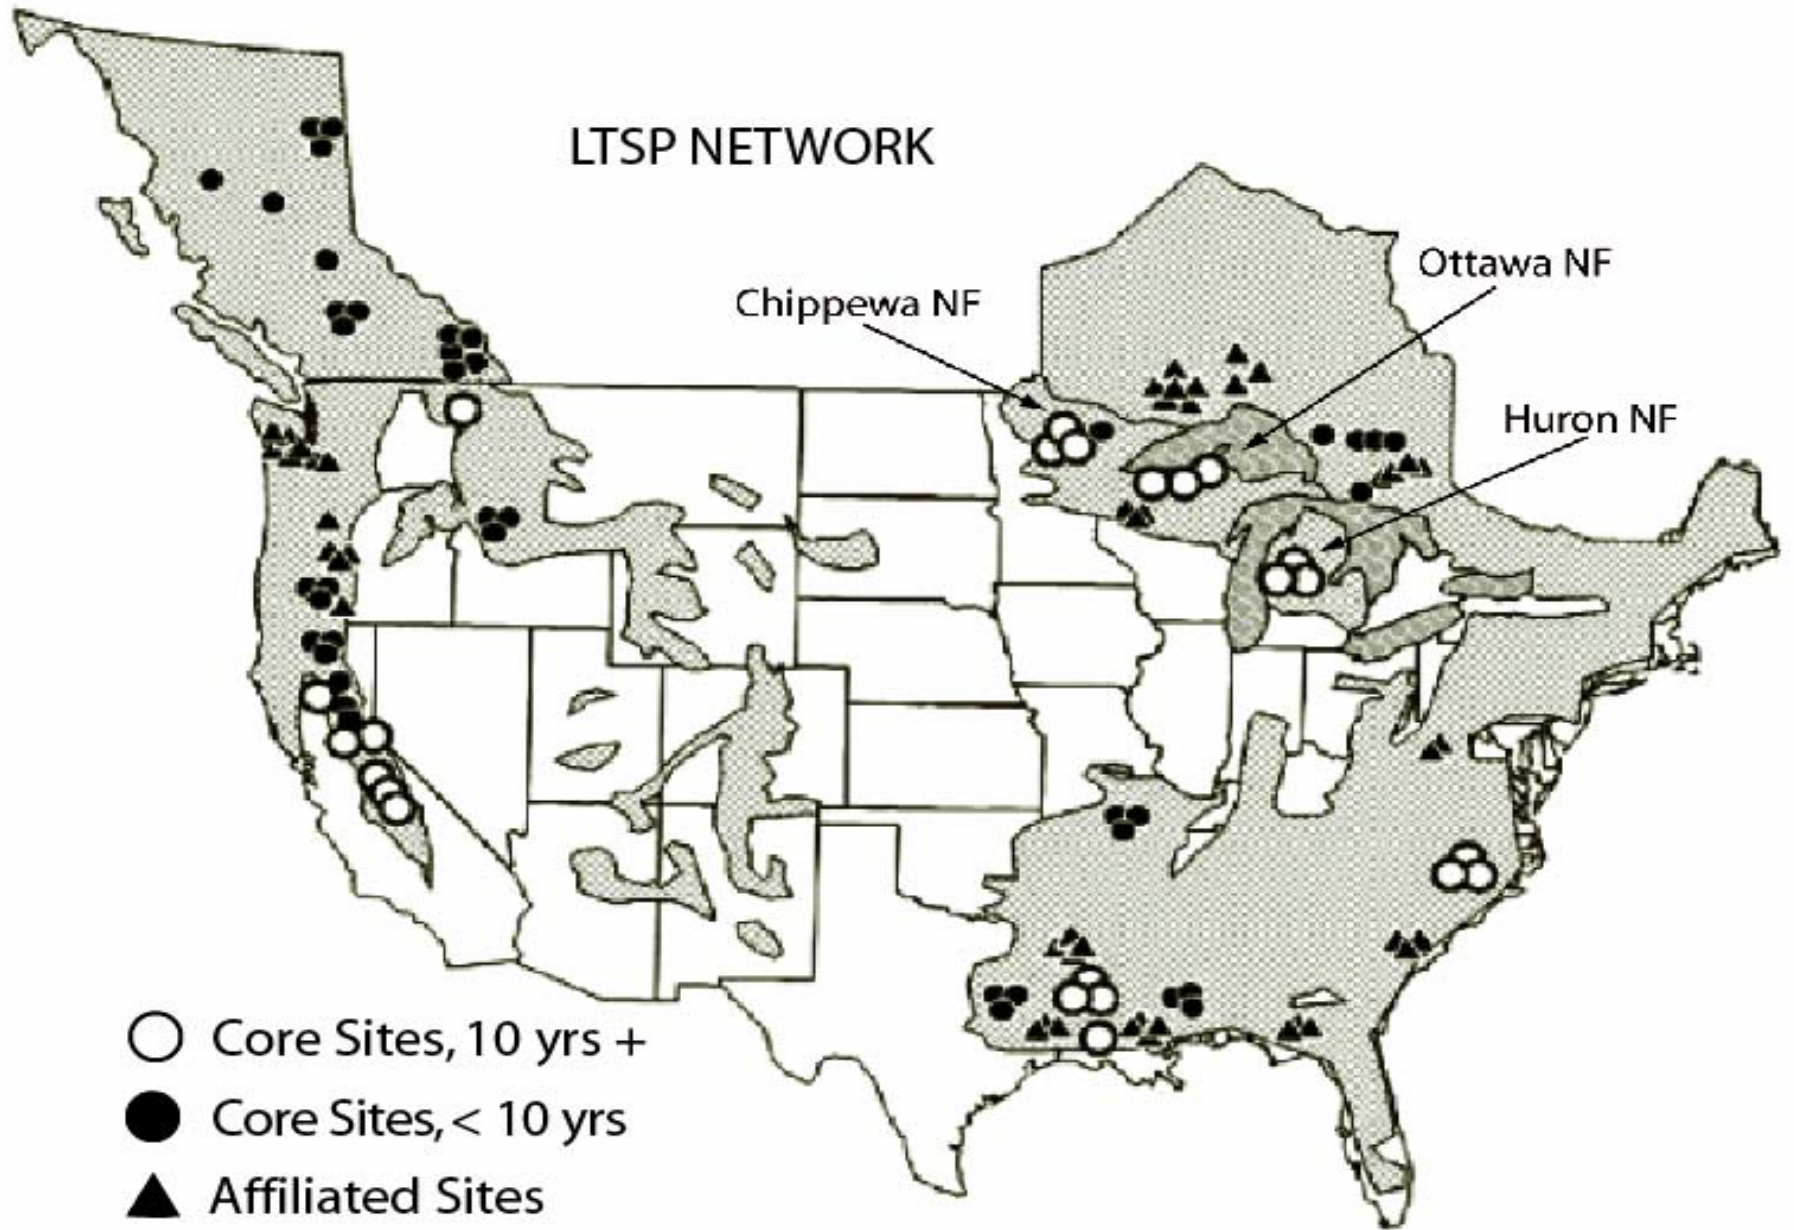 LTSP NETWORK
Ottawa NF
Chippewa NF
Huron NF
Core Sites, 10 yrs +
Core Sites, < 10 yrs
Affiliated Sites